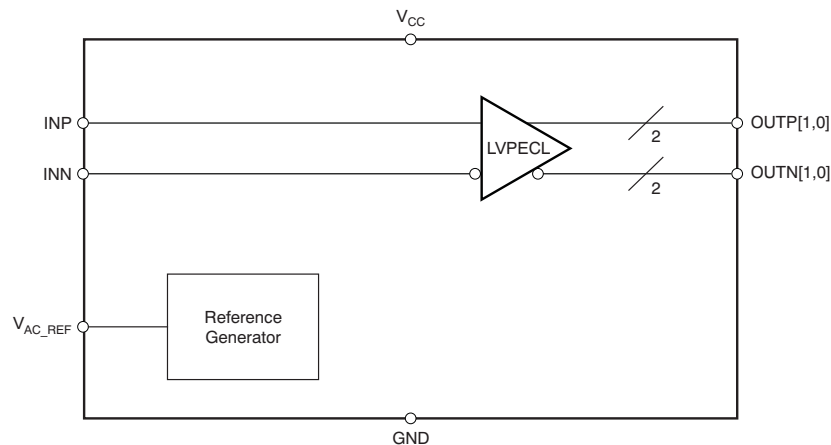 V_CC
INP
LVPECL
2
OUTP[1,0]
INN
2
OUTN[1,0]
V_AC_REF
Reference
Generator
GND